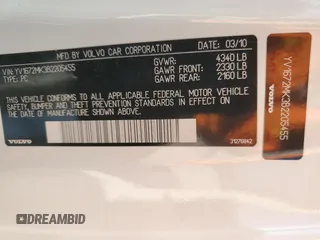 MFD BY VOLVO CAR CORPORATION 03/10
VIN: YV1672MK3B2205455
TYPE: PC
GVWR: 4340 LB
GAWR FRONT: 2330 LB
GAWR REAR: 2160 LB
THIS VEHICLE CONFORMS TO ALL APPLICABLE FEDERAL MOTOR VEHICLE
SAFETY, BUMPER AND THEFT PREVENTION STANDARDS IN EFFECT
ON THE DATE OF MANUFACTURE SHOWN ABOVE.
VOLVO
YV1672MK3B2205455
VOLVO
DREAMBID